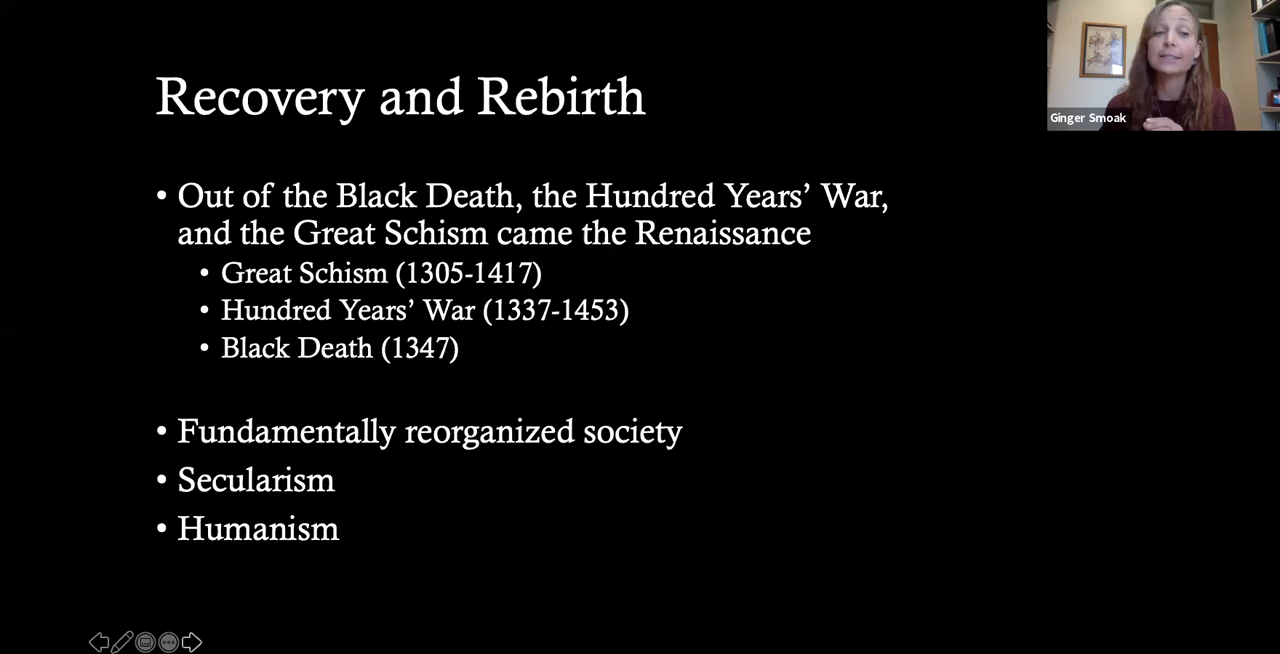 Recovery and Rebirth
• Out of the Black Death, the Hundred Years’ War,
and the Great Schism came the Renaissance
• Great Schism (1305-1417)
• Hundred Years’ War (1337-1453)
• Black Death (1347)
• Fundamentally reorganized society
• Secularism
• Humanism
Ginger Smoak